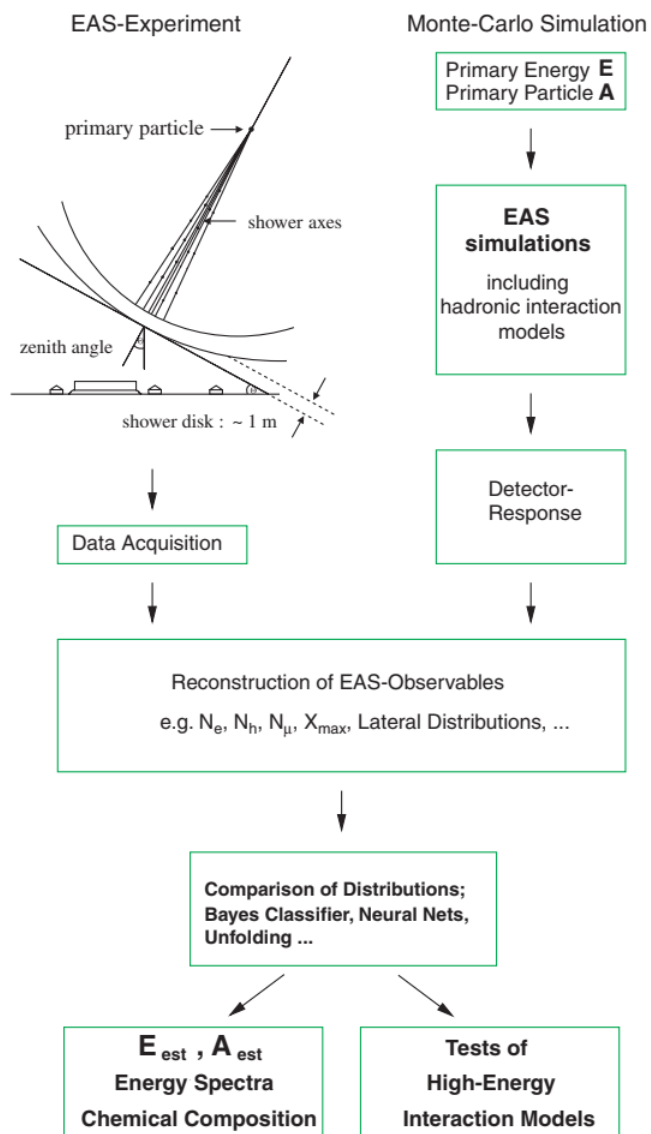 EAS-Experiment
Monte-Carlo Simulation
primary particle
shower axes
zenith angle
Θ
Θ
shower disk : ~ 1 m
Primary Energy E
Primary Particle A
EAS
simulations
including
hadronic interaction
models
Detector-
Response
Data Acquisition
Reconstruction of EAS-Observables
e.g. Nₑ, Nₕ, N_μ, X_max, Lateral Distributions, ...
Comparison of Distributions;
Bayes Classifier, Neural Nets,
Unfolding ...
E est , A est
Energy Spectra
Chemical Composition
Tests of
High-Energy
Interaction Models